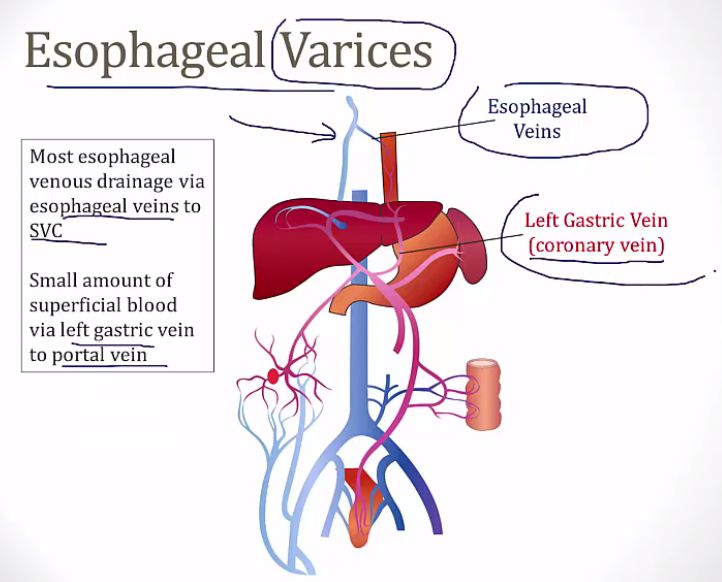 Esophageal Varices
Esophageal
Veins
Most esophageal
venous drainage via
esophageal veins to
SVC
Small amount of
superficial blood
via left gastric vein
to portal vein
Left Gastric Vein
(coronary vein)